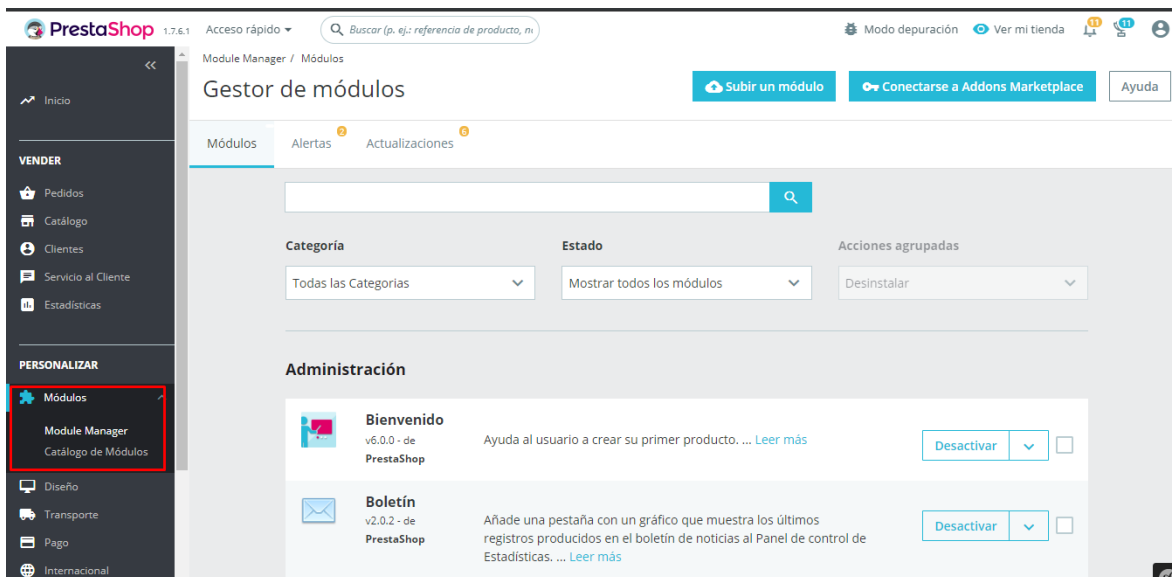 PrestaShop 1.7.6.1 Acceso rápido Buscar (p. ej.: referencia de producto, n Modo depuración Ver mi tienda 11 11
Module Manager / Módulos
Gestor de módulos
Subir un módulo Conectarse a Addons Marketplace Ayuda
Inicio
VENDER
Pedidos
Catálogo
Clientes
Servicio al Cliente
Estadísticas
PERSONALIZAR
Módulos
Module Manager
Catálogo de Módulos
Diseño
Transporte
Pago
Internacional
Módulos Alertas 2 Actualizaciones 6
Categoría Estado Acciones agrupadas
Todas las Categorias Mostrar todos los módulos Desinstalar
Administración
Bienvenido
v6.0.0 - de
PrestaShop
Ayuda al usuario a crear su primer producto. ... Leer más
Desactivar
Boletín
v2.0.2 - de
PrestaShop
Añade una pestaña con un gráfico que muestra los últimos
registros producidos en el boletín de noticias al Panel de control de
Estadísticas. ... Leer más
Desactivar